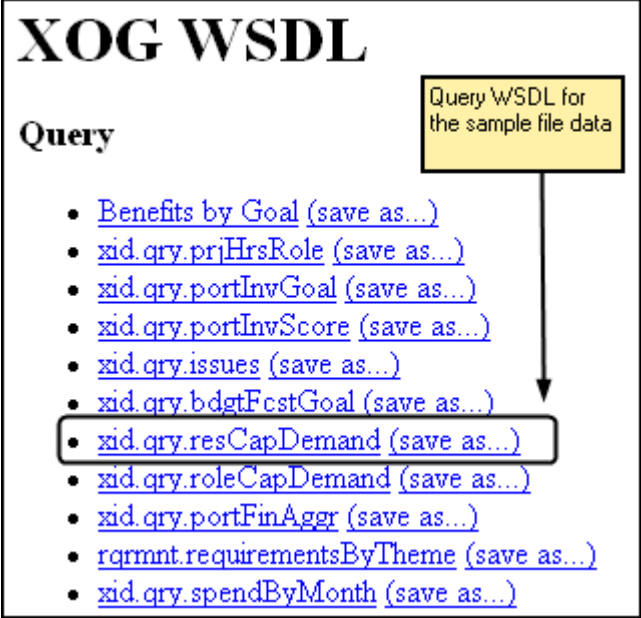 XOG WSDL
Query WSDL for
the sample file data
Query
Benefits by Goal (save as...)
xid.qry.prjHrsRole (save as...)
xid.qry.portInvGoal (save as...)
xid.qry.portInvScore (save as...)
xid.qry.issues (save as...)
xid.qry.bdgtFcstGoal (save as...)
xid.qry.resCapDemand (save as...)
xid.qry.roleCapDemand (save as...)
xid.qry.portFinAggr (save as...)
rqrmnt.requirementsByTheme (save as...)
xid.qry.spendByMonth (save as...)